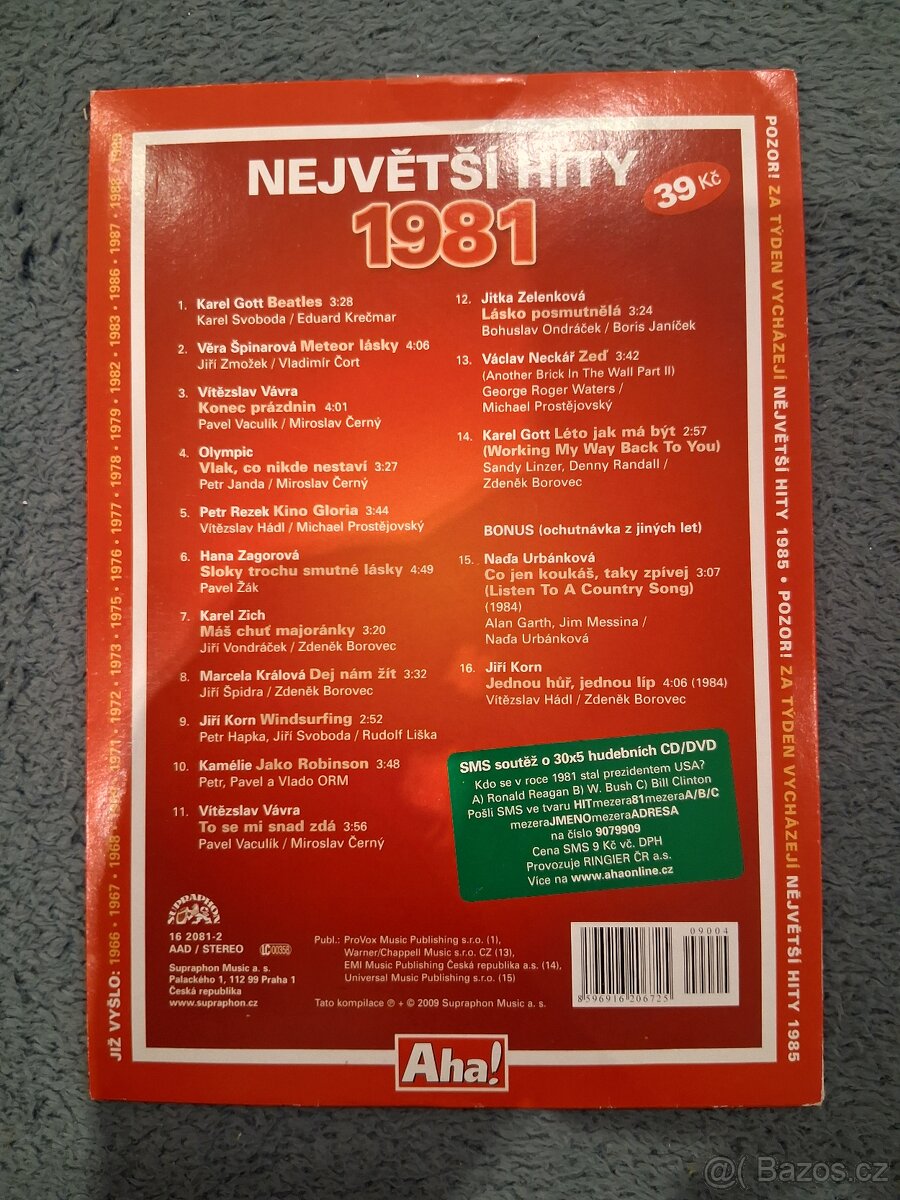 NEJVĚTŠÍ HITY
1981
39 Kč
1. Karel Gott Beatles 3:28
Karel Svoboda / Eduard Krečmar
2. Věra Špinarová Meteor lásky 4:06
Jiří Zmožek / Vladimír Čort
3. Vítězslav Vávra
Konec prázdnin 4:01
Pavel Vaculík / Miroslav Černý
4. Olympic
Vlak, co nikde nestaví 3:27
Petr Janda / Miroslav Černý
5. Petr Rezek Kino Gloria 3:44
Vítězslav Hádl / Michael Prostějovský
6. Hana Zagorová
Sloky trochu smutné lásky 4:49
Pavel Žák
7. Karel Zich
Máš chuť majoránky 3:20
Jiří Vondráček / Zdeněk Borovec
8. Marcela Králová Dej nám žít 3:32
Jiří Špidra / Zdeněk Borovec
9. Jiří Korn Windsurfing 2:52
Petr Hapka, Jiří Svoboda / Rudolf Liška
10. Kamélie Jako Robinson 3:48
Petr, Pavel a Vlado ORM
11. Vítězslav Vávra
To se mi snad zdá 3:56
Pavel Vaculík / Miroslav Černý
12. Jitka Zelenková
Lásko posmutnělá 3:24
Bohuslav Ondráček / Boris Janíček
13. Václav Neckář Zeď 3:42
(Another Brick In The Wall Part II)
George Roger Waters /
Michael Prostějovský
14. Karel Gott Léto jak má být 2:57
(Working My Way Back To You)
Sandy Linzer, Denny Randall /
Zdeněk Borovec
BONUS (ochutnávka z jiných let)
15. Naďa Urbánková
Co jen koukáš, taky zpívej 3:07
(Listen To A Country Song)
(1984)
Alan Garth, Jim Messina /
Naďa Urbánková
16. Jiří Korn
Jednou hůř, jednou líp 4:06 (1984)
Vítězslav Hádl / Zdeněk Borovec
SMS soutěž o 30x5 hudebních CD/DVD
Kdo se v roce 1981 stal prezidentem USA?
A) Ronald Reagan B) W. Bush C) Bill Clinton
Pošli SMS ve tvaru HITmezera81mezeraA/B/C
mezeraJMENOmezeraADRESA
na číslo 9079909
Cena SMS 9 Kč vč. DPH
Provozuje RINGIER ČR a.s.
Více na www.ahaonline.cz
SUPRAPHON
16 2081-2
AAD / STEREO
LC 00356
Supraphon Music a. s.
Palackého 1, 112 99 Praha 1
Česká republika
www.supraphon.cz
Publ.: ProVox Music Publishing s.r.o. (1),
Warner/Chappell Music s.r.o. CZ (13),
EMI Music Publishing Česká republika a.s. (14),
Universal Music Publishing s.r.o. (15)
Tato kompilace ℗ + © 2009 Supraphon Music a. s.
09004
8596916206725
Aha!
JIŽ VYŠLO: 1966 • 1967 • 1968 • 1969 • 1971 • 1972 • 1973 • 1975 • 1976 • 1977 • 1978 • 1979 • 1982 • 1983 • 1986 • 1987 • 1988 • 1989
POZOR! ZA TÝDEN VYCHÁZEJÍ NĚJVĚTŠÍ HITY 1985 • POZOR! ZA TÝDEN VYCHÁZEJÍ NĚJVĚTŠÍ HITY 1985
@( Bazos.cz